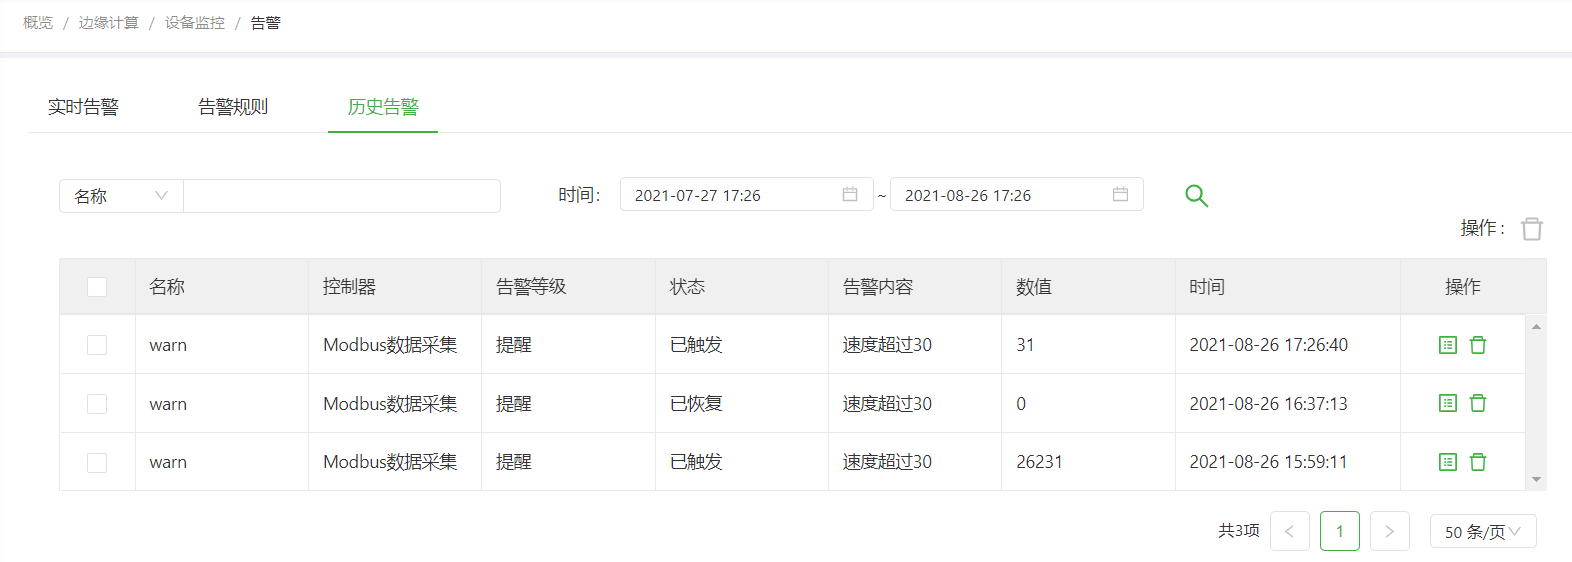 概览 / 边缘计算 / 设备监控 / 告警
实时告警 告警规则 历史告警
名称 时间： 2021-07-27 17:26 ~ 2021-08-26 17:26
操作：
名称 控制器 告警等级 状态 告警内容 数值 时间 操作
warn Modbus数据采集 提醒 已触发 速度超过30 31 2021-08-26 17:26:40
warn Modbus数据采集 提醒 已恢复 速度超过30 0 2021-08-26 16:37:13
warn Modbus数据采集 提醒 已触发 速度超过30 26231 2021-08-26 15:59:11
共3项 < 1 > 50 条/页